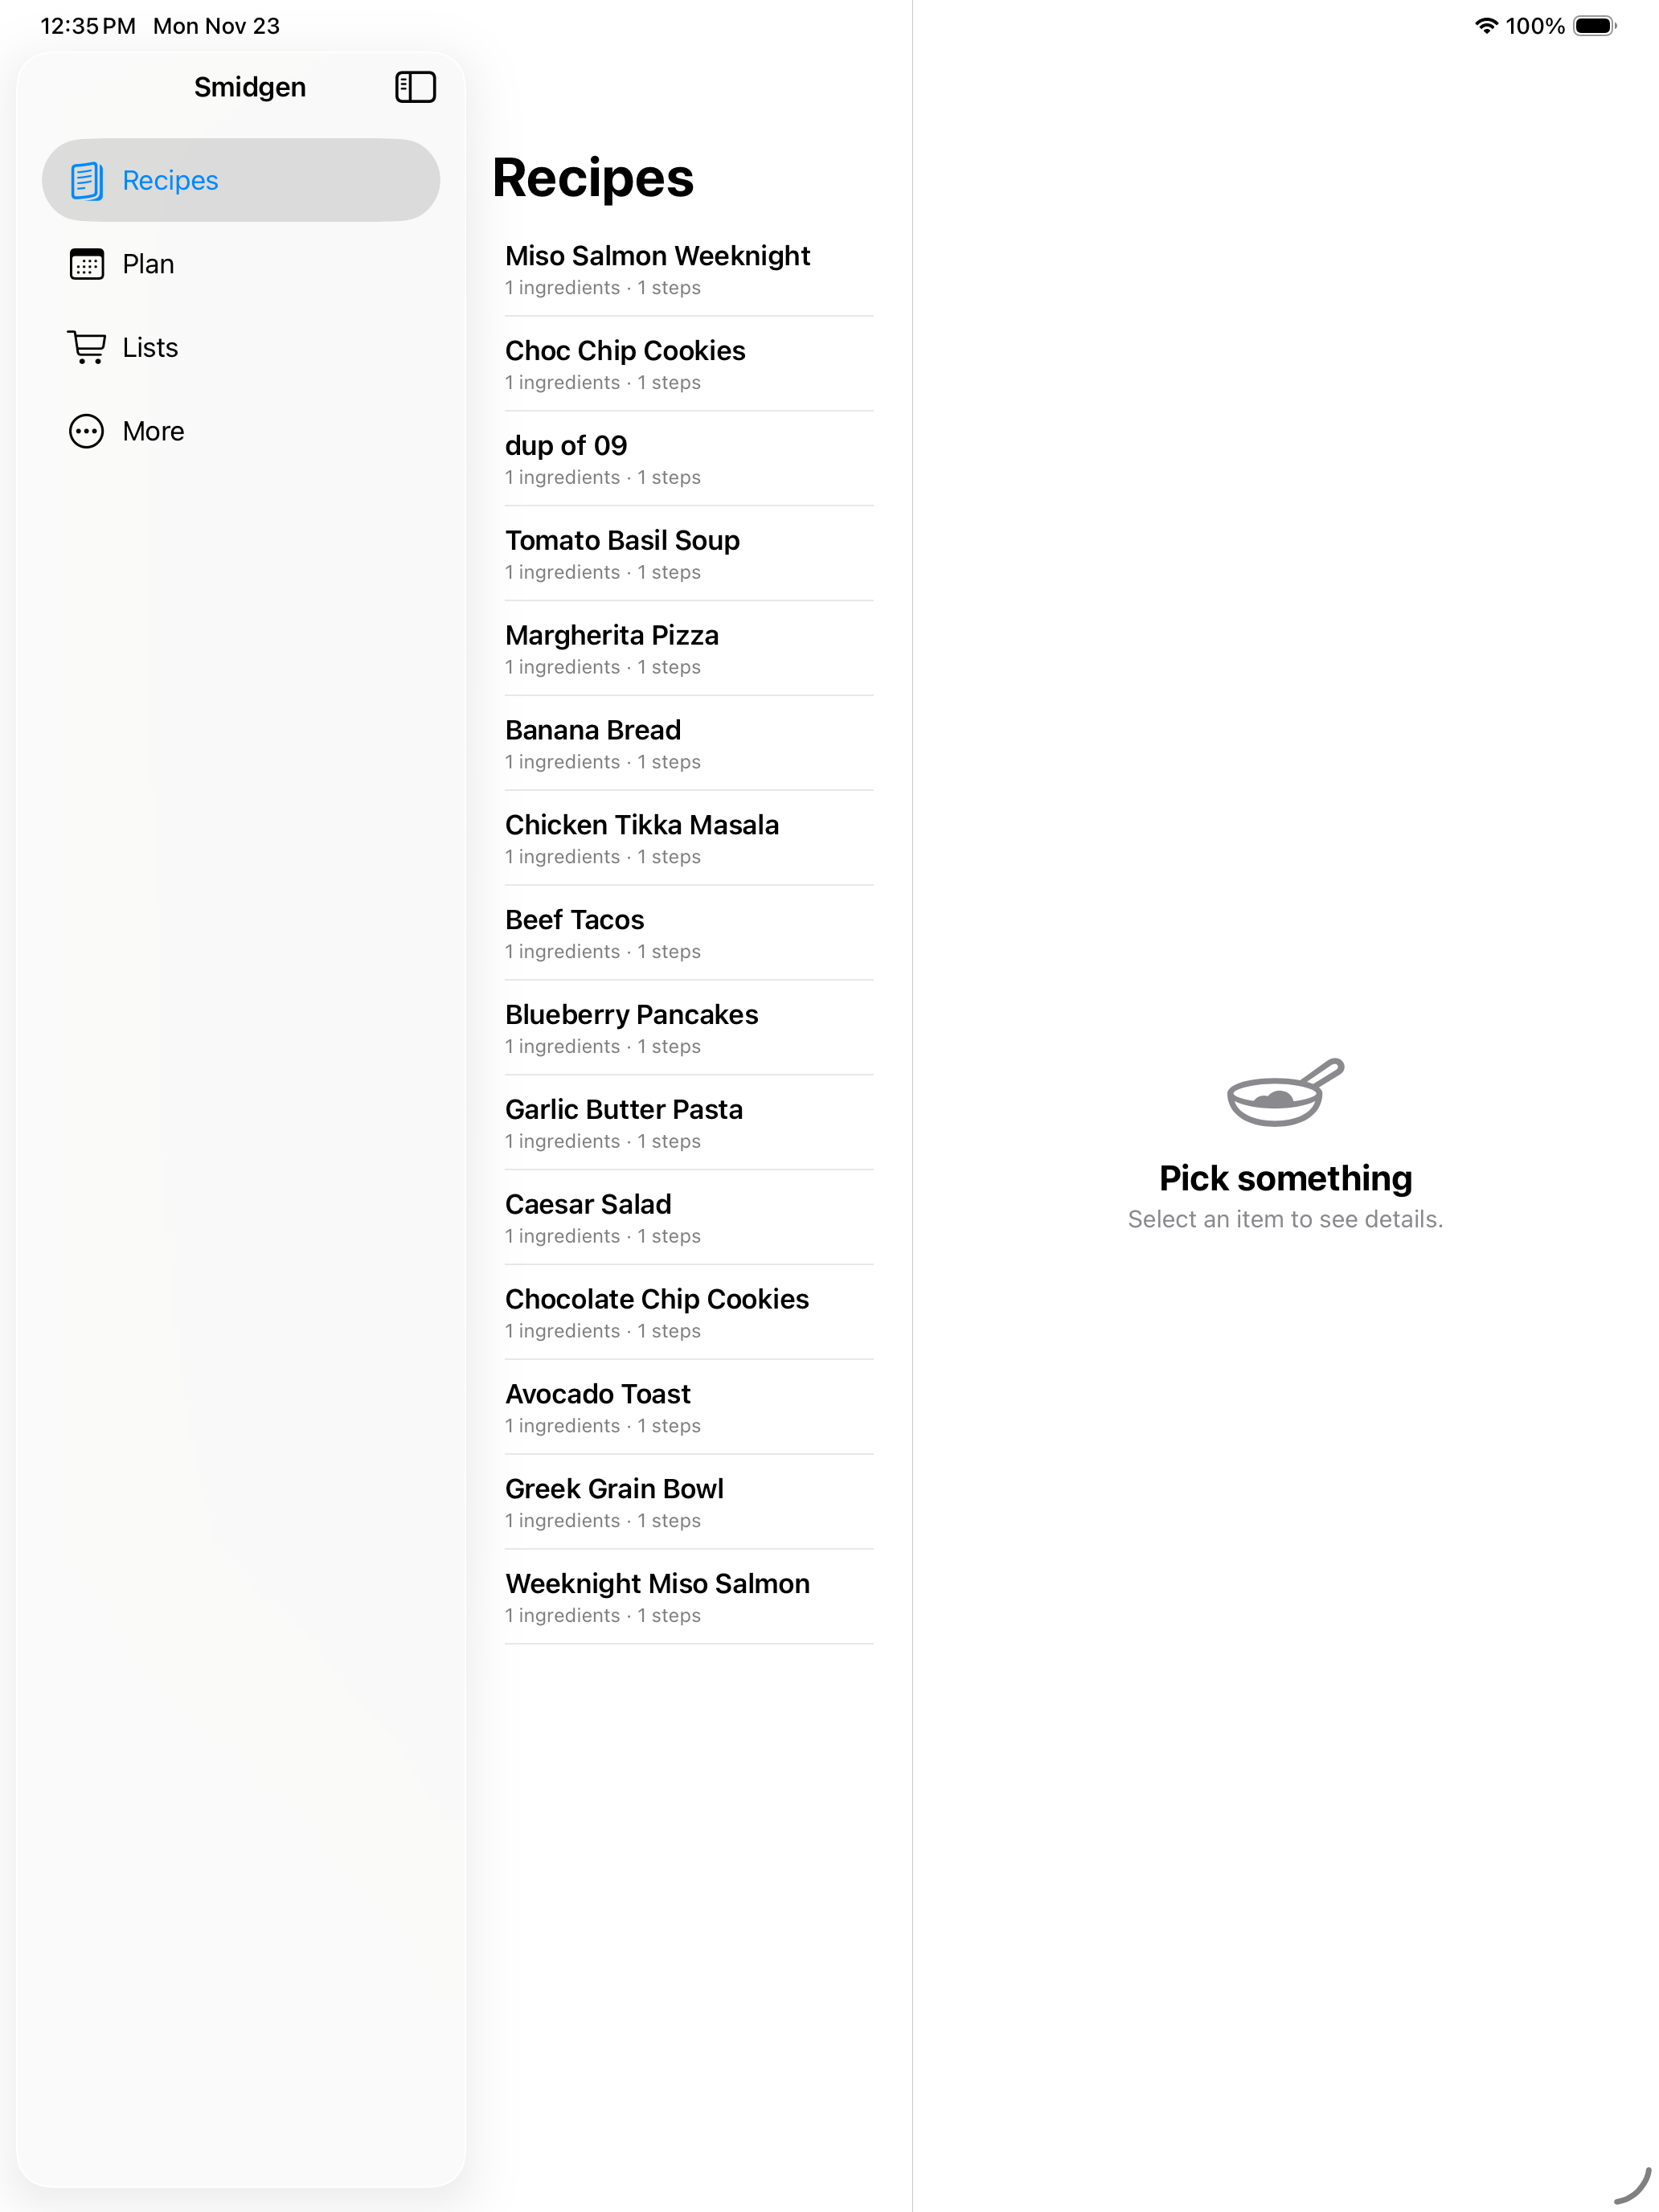 12:35 PM Mon Nov 23
100%
Smidgen
Recipes
Plan
Lists
More
Recipes
Miso Salmon Weeknight
1 ingredients · 1 steps
Choc Chip Cookies
1 ingredients · 1 steps
dup of 09
1 ingredients · 1 steps
Tomato Basil Soup
1 ingredients · 1 steps
Margherita Pizza
1 ingredients · 1 steps
Banana Bread
1 ingredients · 1 steps
Chicken Tikka Masala
1 ingredients · 1 steps
Beef Tacos
1 ingredients · 1 steps
Blueberry Pancakes
1 ingredients · 1 steps
Garlic Butter Pasta
1 ingredients · 1 steps
Caesar Salad
1 ingredients · 1 steps
Chocolate Chip Cookies
1 ingredients · 1 steps
Avocado Toast
1 ingredients · 1 steps
Greek Grain Bowl
1 ingredients · 1 steps
Weeknight Miso Salmon
1 ingredients · 1 steps
Pick something
Select an item to see details.